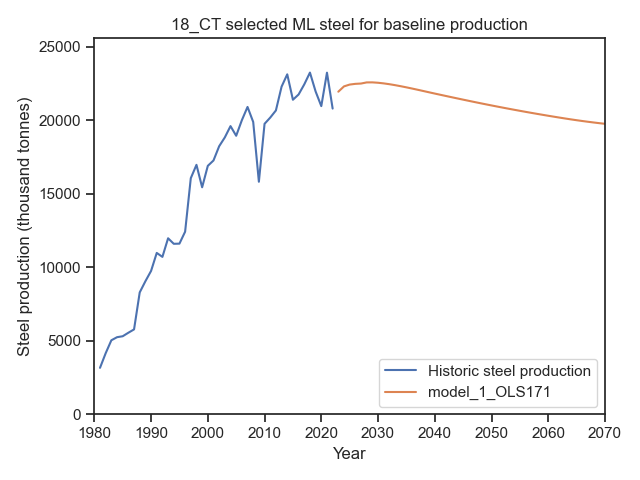 18_CT selected ML steel for baseline production
Steel production (thousand tonnes)
25000
20000
15000
10000
5000
0
1980 1990 2000 2010 2020 2030 2040 2050 2060 2070
Year
Historic steel production
model_1_OLS171